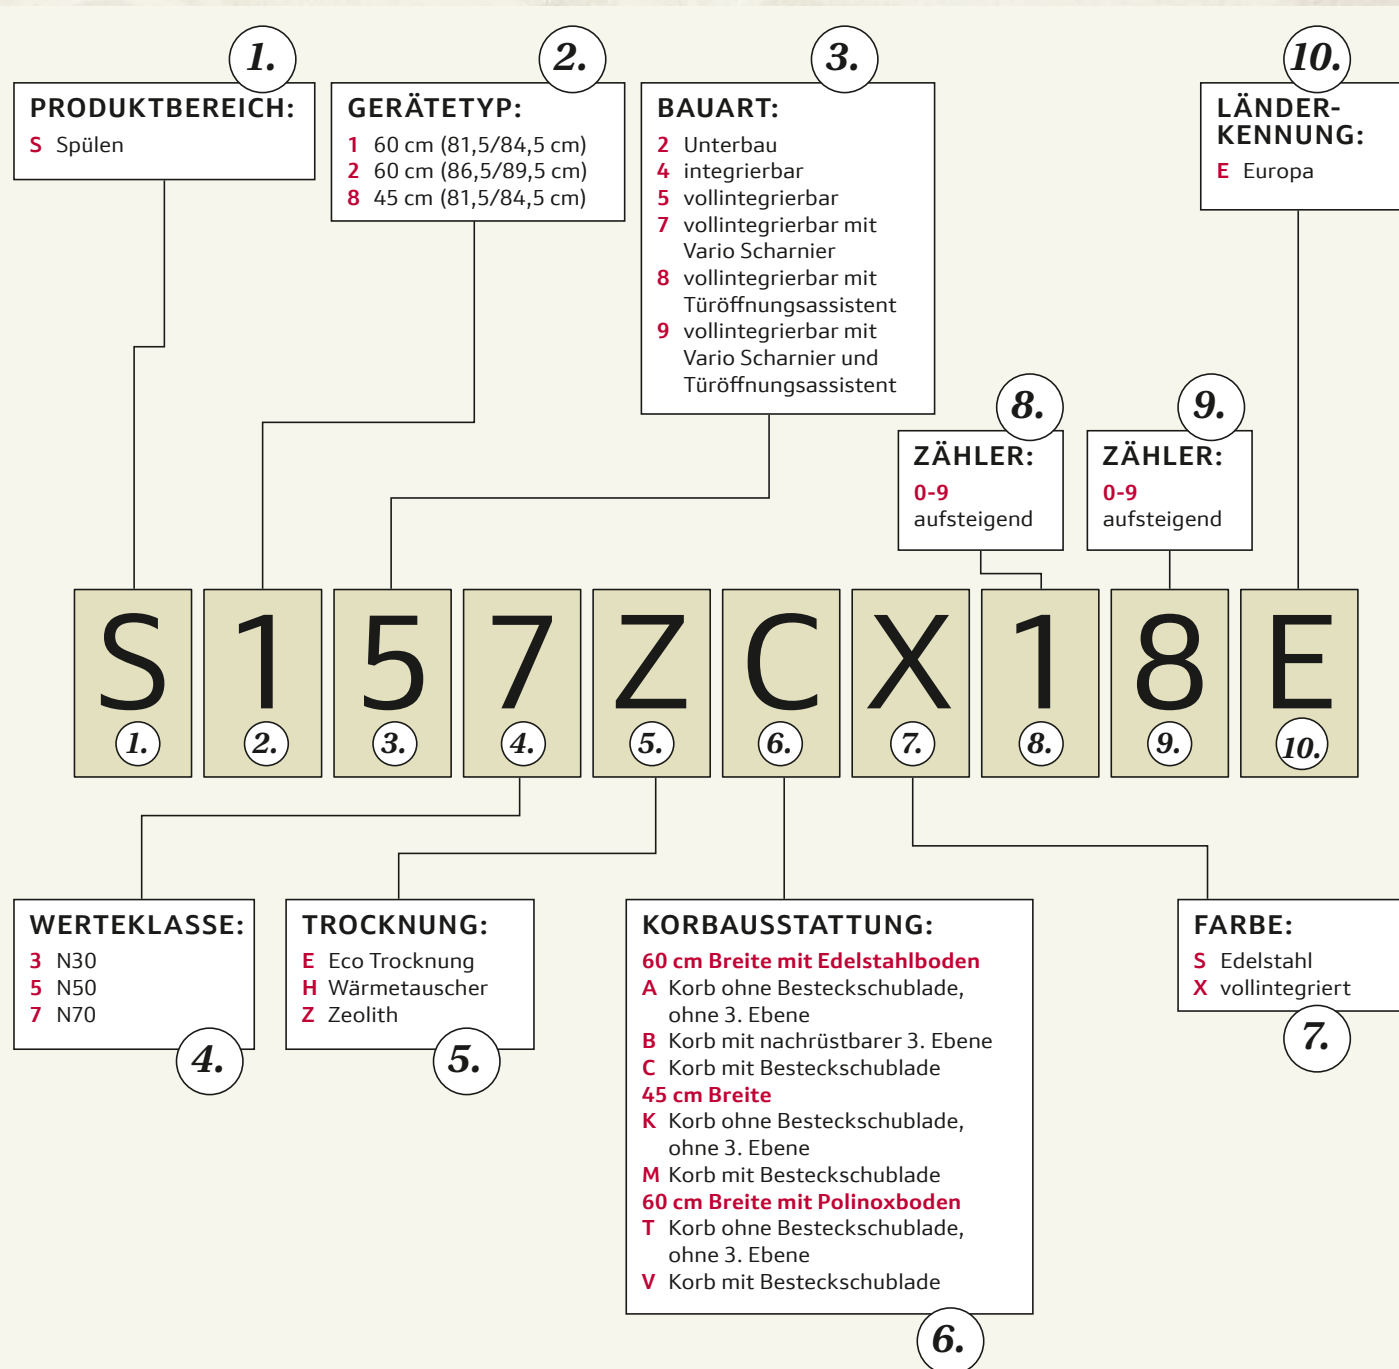 1.
PRODUKTBEREICH:
S Spülen
2.
GERÄTETYP:
1 60 cm (81,5/84,5 cm)
2 60 cm (86,5/89,5 cm)
8 45 cm (81,5/84,5 cm)
3.
BAUART:
2 Unterbau
4 integrierbar
5 vollintegrierbar
7 vollintegrierbar mit
Vario Scharnier
8 vollintegrierbar mit
Türöffnungsassistent
9 vollintegrierbar mit
Vario Scharnier und
Türöffnungsassistent
10.
LÄNDER-
KENNUNG:
E Europa
8.
ZÄHLER:
0-9
aufsteigend
9.
ZÄHLER:
0-9
aufsteigend
S 1 5 7 Z C X 1 8 E
1. 2. 3. 4. 5. 6. 7. 8. 9. 10.
WERTEKLASSE:
3 N30
5 N50
7 N70
4.
TROCKNUNG:
E Eco Trocknung
H Wärmetauscher
Z Zeolith
5.
KORBAUSSTATTUNG:
60 cm Breite mit Edelstahlboden
A Korb ohne Besteckschublade,
ohne 3. Ebene
B Korb mit nachrüstbarer 3. Ebene
C Korb mit Besteckschublade
45 cm Breite
K Korb ohne Besteckschublade,
ohne 3. Ebene
M Korb mit Besteckschublade
60 cm Breite mit Polinoxboden
T Korb ohne Besteckschublade,
ohne 3. Ebene
V Korb mit Besteckschublade
6.
FARBE:
S Edelstahl
X vollintegriert
7.